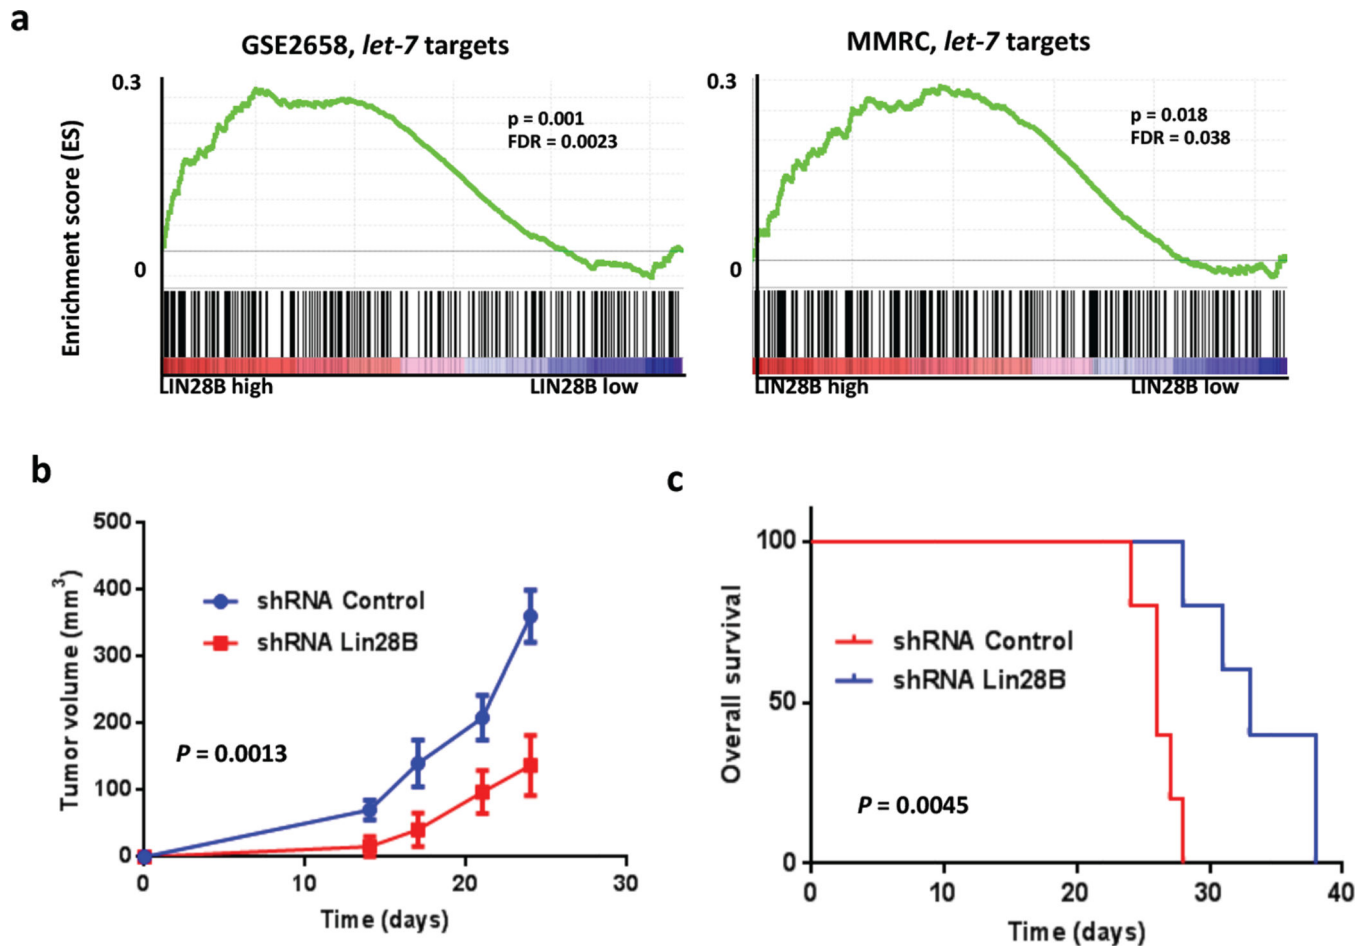 a
GSE2658, let-7 targets
MMRC, let-7 targets
Enrichment score (ES)
0.3
0
p = 0.001
FDR = 0.0023
LIN28B high
LIN28B low
0.3
0
p = 0.018
FDR = 0.038
LIN28B high
LIN28B low
b
Tumor volume (mm3)
500
400
300
200
100
0
shRNA Control
shRNA Lin28B
P = 0.0013
0
10
20
30
Time (days)
c
Overall survival
100
50
0
shRNA Control
shRNA Lin28B
P = 0.0045
0
10
20
30
40
Time (days)